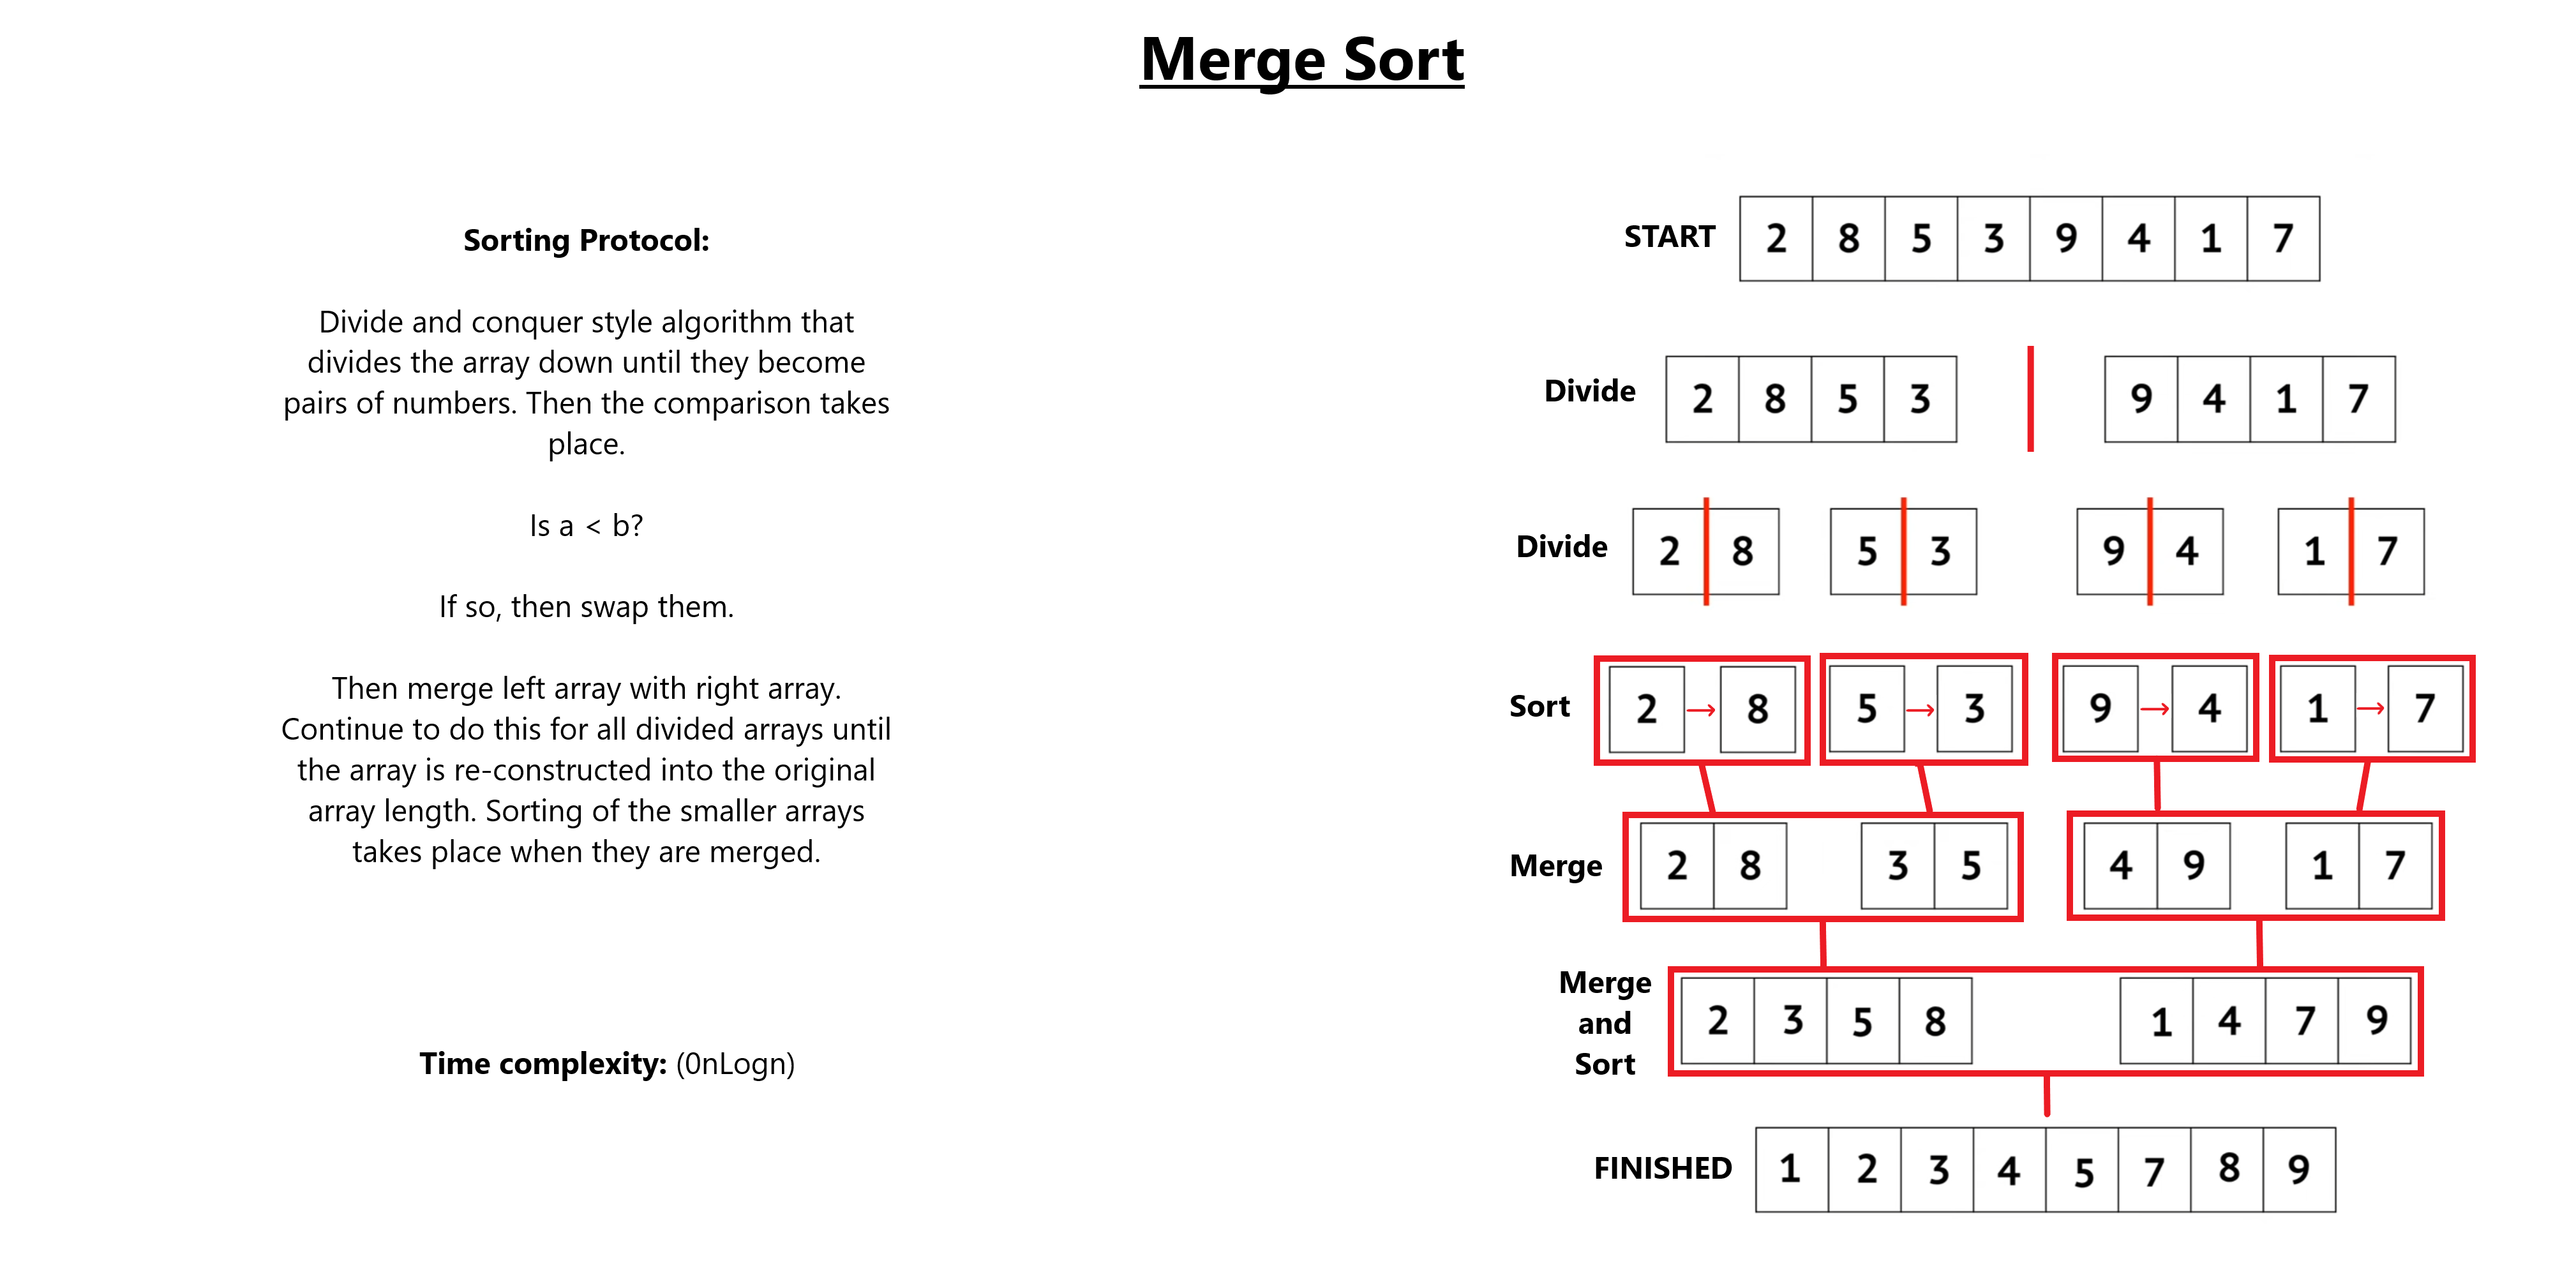 Merge Sort
Sorting Protocol:
Divide and conquer style algorithm that
divides the array down until they become
pairs of numbers. Then the comparison takes
place.
Is a < b?
If so, then swap them.
Then merge left array with right array.
Continue to do this for all divided arrays until
the array is re-constructed into the original
array length. Sorting of the smaller arrays
takes place when they are merged.
Time complexity: (0nLogn)
START 2 8 5 3 9 4 1 7
Divide 2 8 5 3 9 4 1 7
Divide 2 8 5 3 9 4 1 7
Sort 2 → 8 5 → 3 9 → 4 1 → 7
Merge 2 8 3 5 4 9 1 7
Merge
and
Sort
2 3 5 8 1 4 7 9
FINISHED 1 2 3 4 5 7 8 9